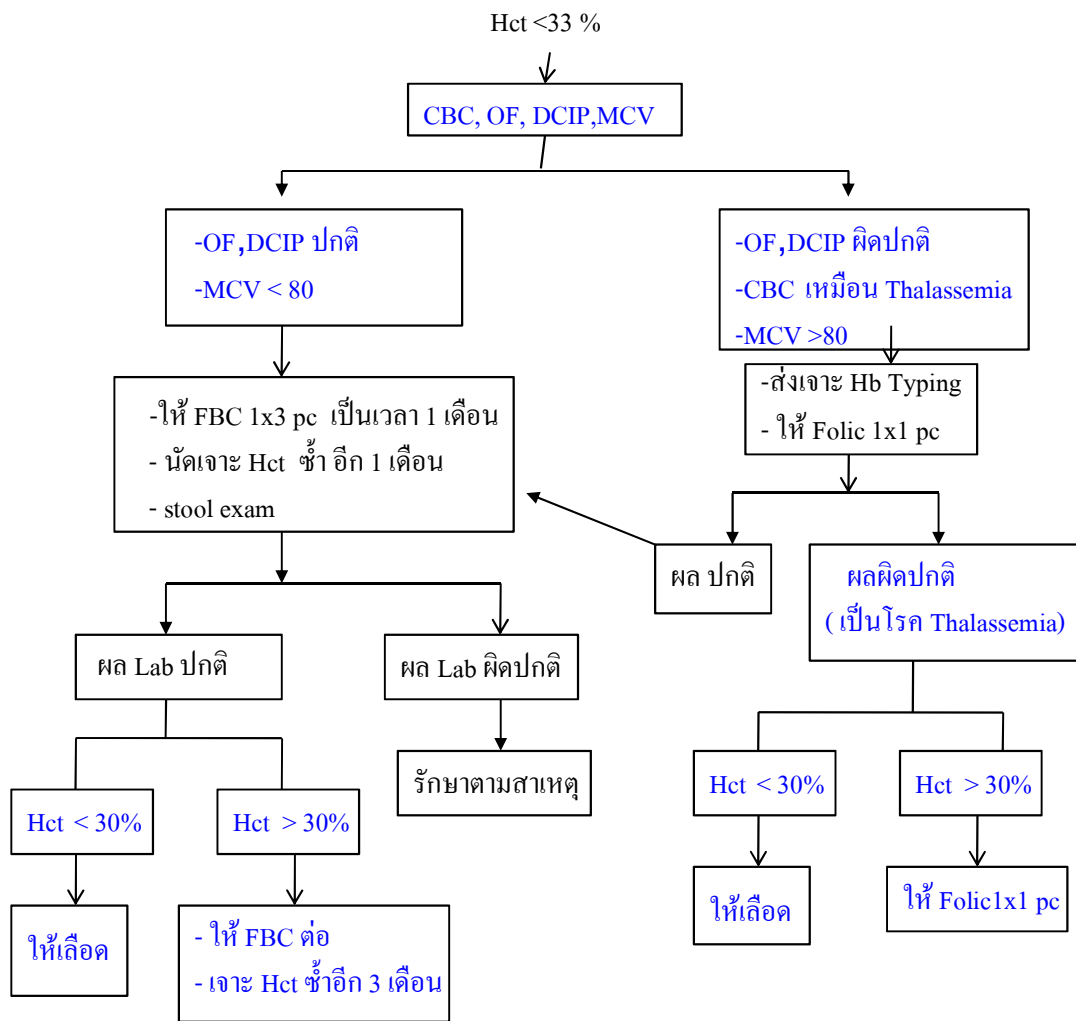 Hct <33 %
CBC, OF, DCIP,MCV
-OF,DCIP ปกติ
-MCV < 80
-OF,DCIP ผิดปกติ
-CBC เหมือน Thalassemia
-MCV >80
-ให้ FBC 1x3 pc เป็นเวลา 1 เดือน
- นัดเจาะ Hct ซ้ำ อีก 1 เดือน
- stool exam
-ส่งเจาะ Hb Typing
- ให้ Folic 1x1 pc
ผล ปกติ
ผลผิดปกติ
( เป็นโรค Thalassemia)
ผล Lab ปกติ
ผล Lab ผิดปกติ
รักษาตามสาเหตุ
Hct < 30%
Hct > 30%
Hct < 30%
Hct > 30%
ให้เลือด
- ให้ FBC ต่อ
- เจาะ Hct ซ้ำอีก 3 เดือน
ให้เลือด
ให้ Folic1x1 pc